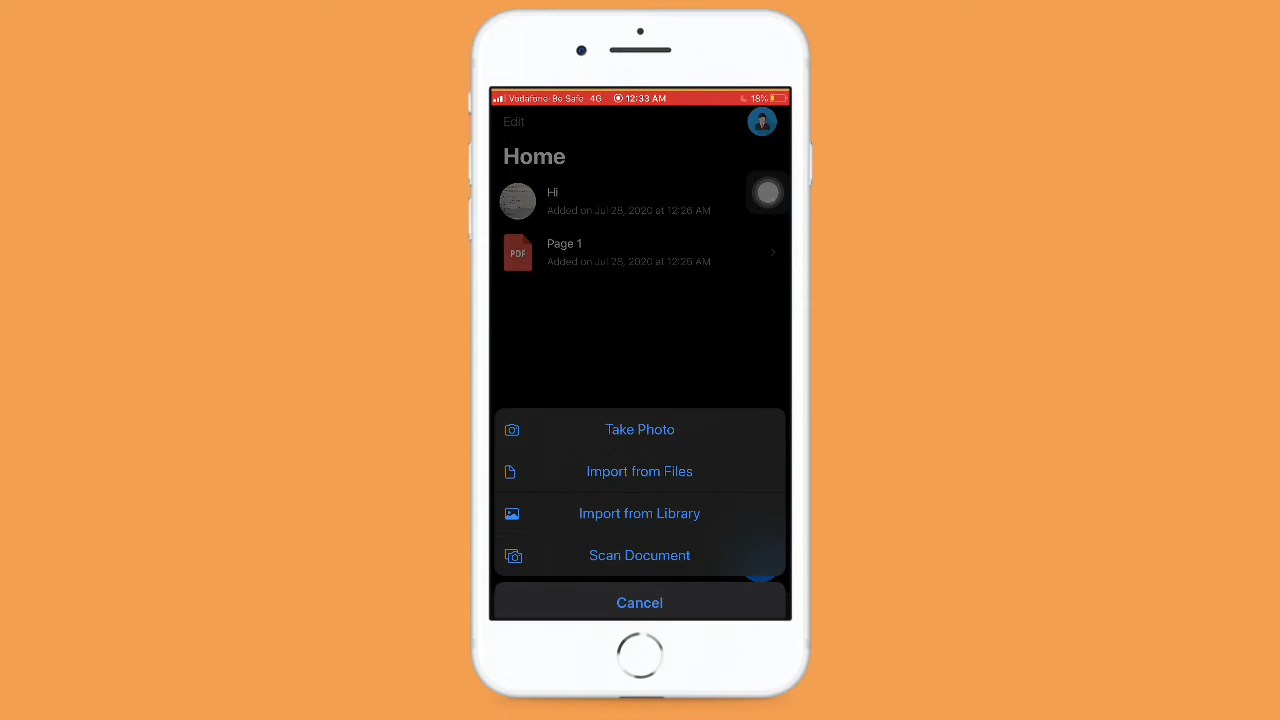 Vodafone-Be Safe 4G 12:33 AM 18%
Edit
Home
Hi
Added on Jul 28, 2020 at 12:26 AM
Page 1
PDF
Added on Jul 28, 2020 at 12:25 AM
Take Photo
Import from Files
Import from Library
Scan Document
Cancel